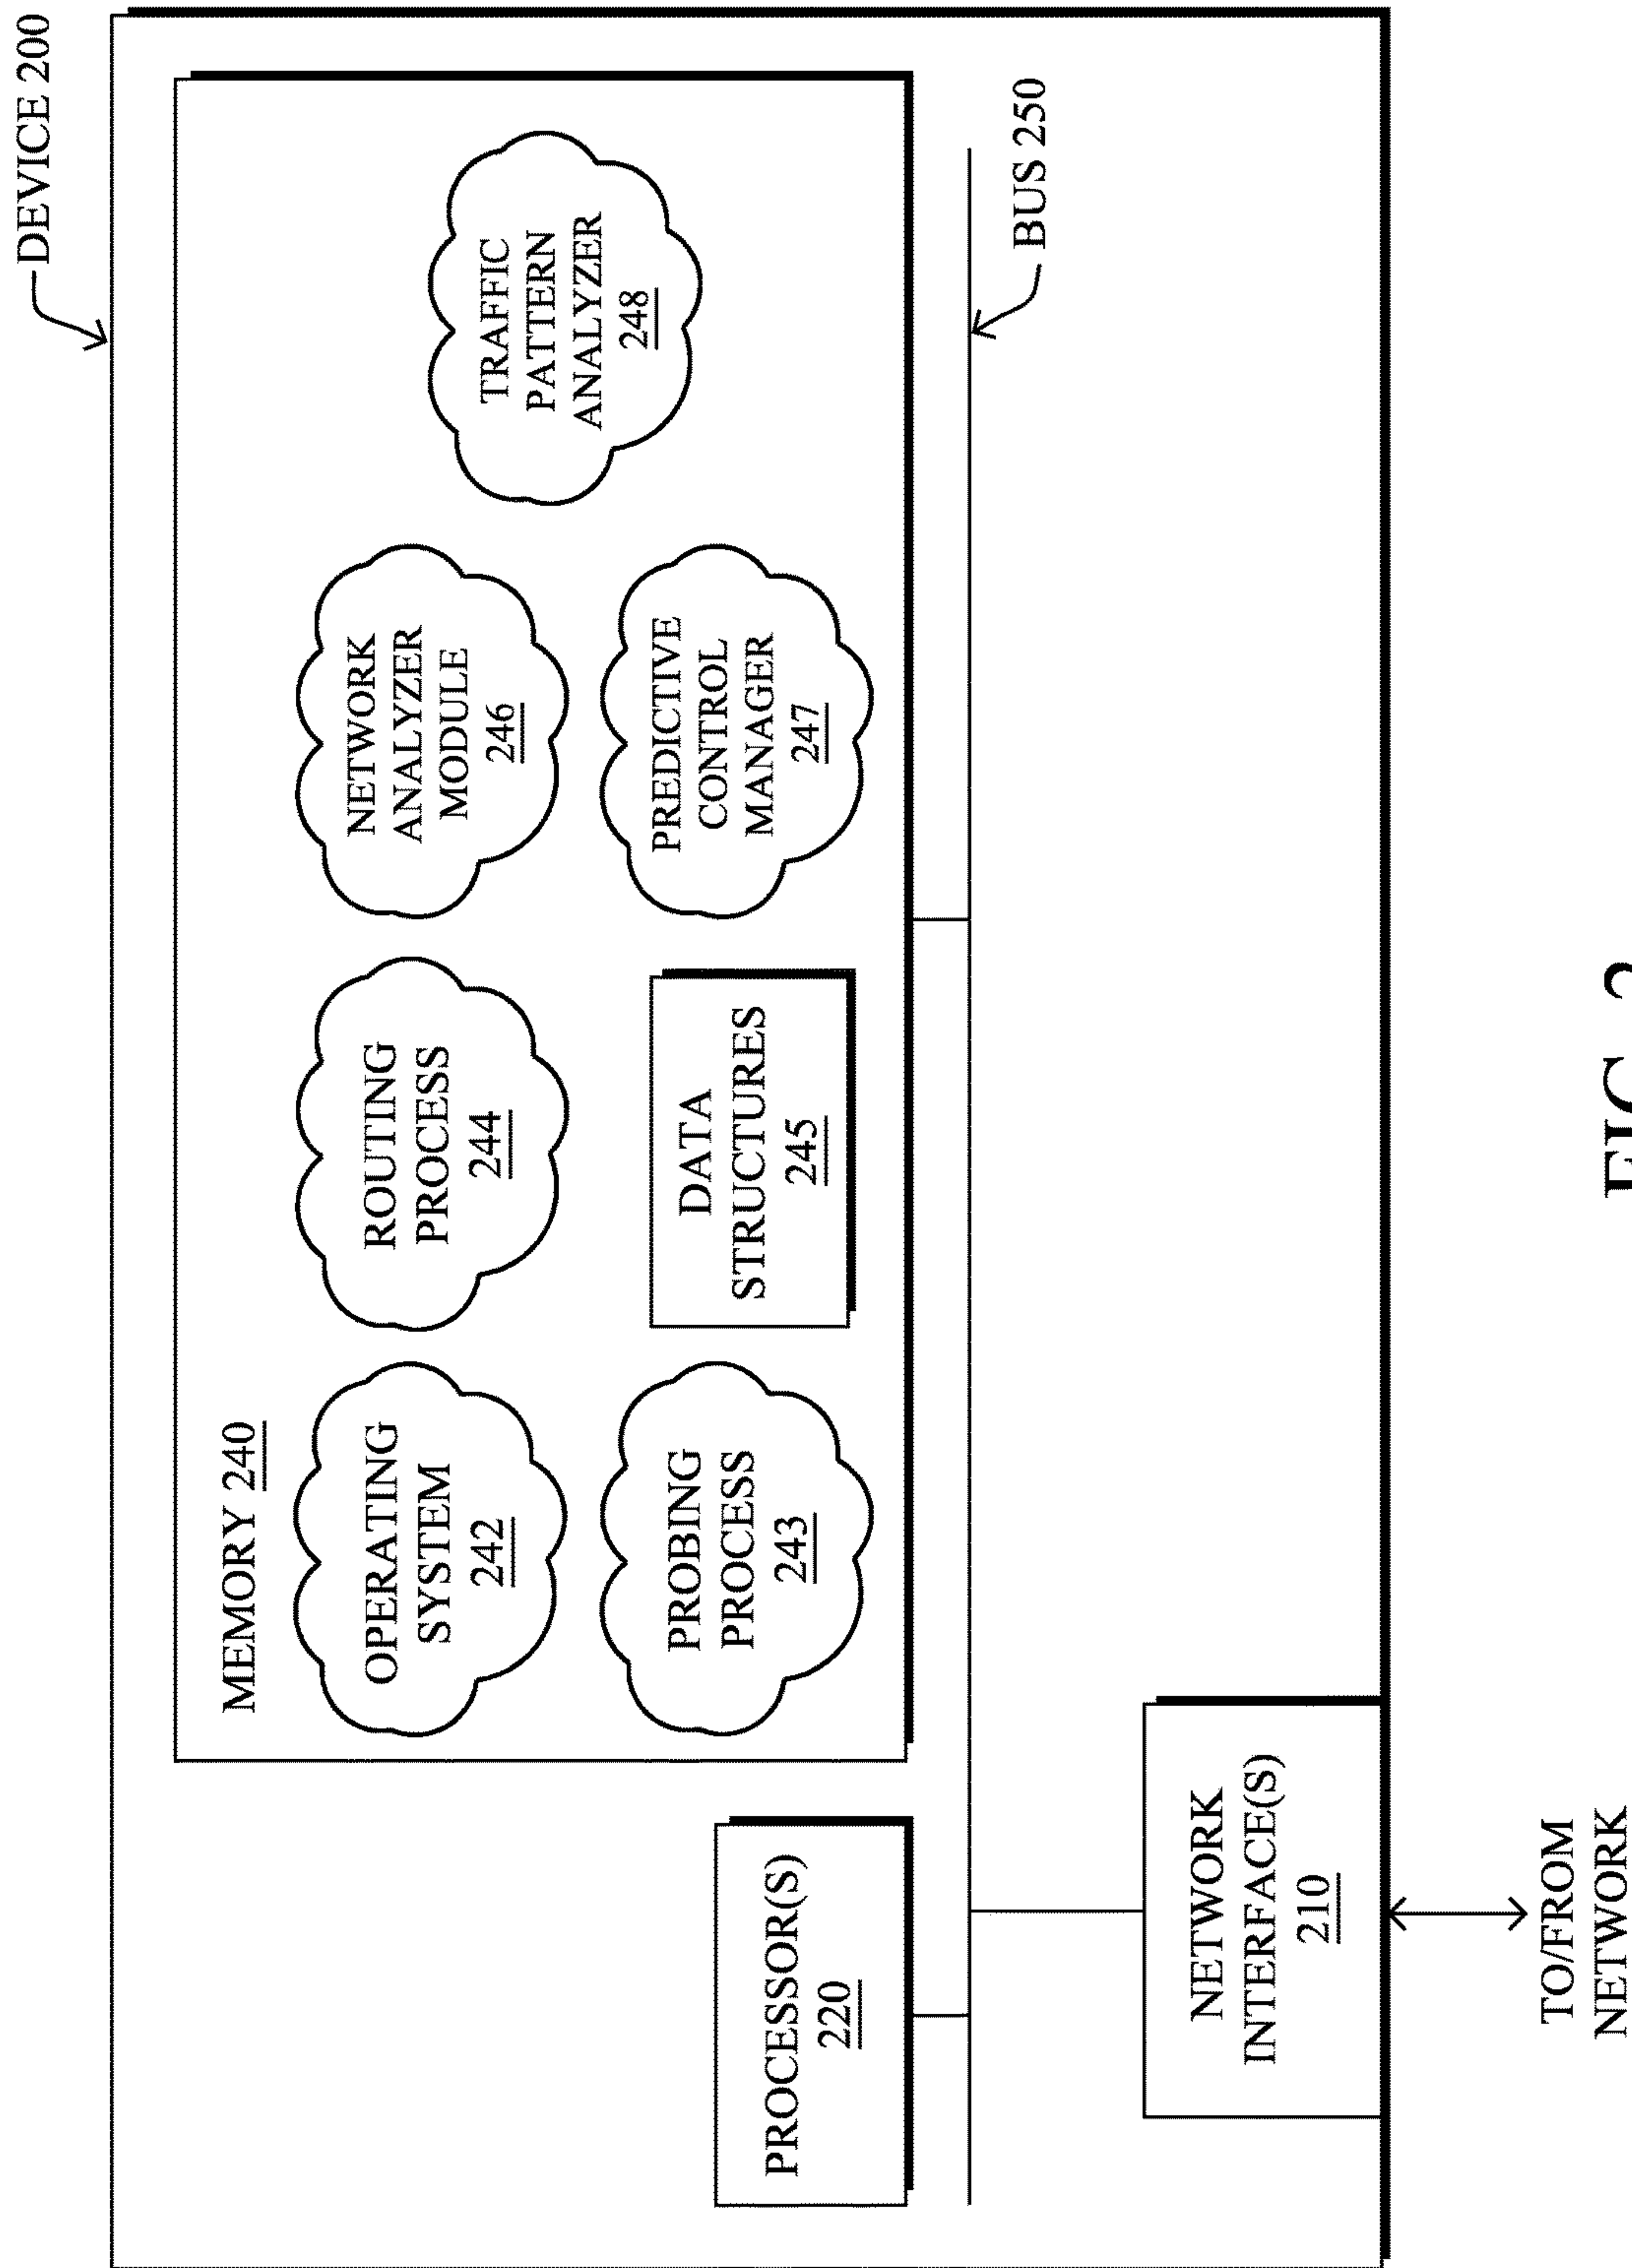 DEVICE 200
MEMORY 240
OPERATING
SYSTEM
242
ROUTING
PROCESS
244
NETWORK
ANALYZER
MODULE
246
TRAFFIC
PATTERN
ANALYZER
248
PROBING
PROCESS
243
DATA
STRUCTURES
245
PREDICTIVE
CONTROL
MANAGER
247
PROCESSOR(S)
220
BUS 250
NETWORK
INTERFACE(S)
210
TO/FROM
NETWORK
FIG